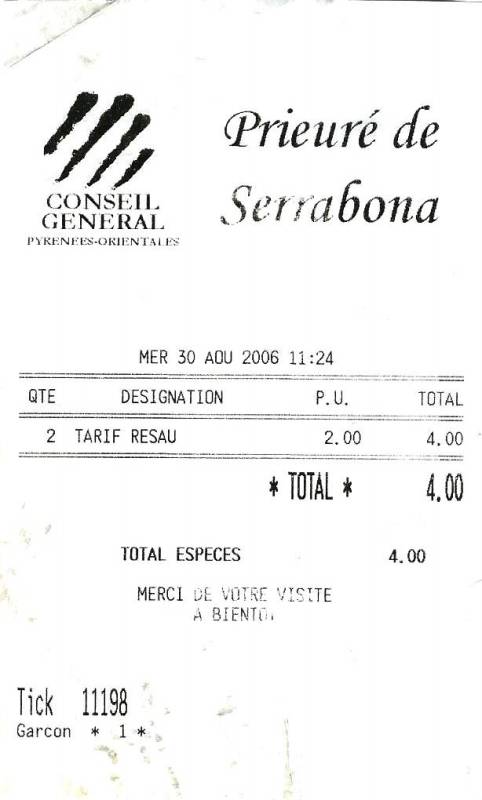 Prieuré de
Serrabona
CONSEIL
GENERAL
PYRENEES-ORIENTALES
MER 30 AOU 2006 11:24
QTE DESIGNATION P.U. TOTAL
2 TARIF RESAU 2.00 4.00
* TOTAL * 4.00
TOTAL ESPECES 4.00
MERCI DE VOTRE VISITE
A BIENTOT
Tick 11198
Garcon * 1 *